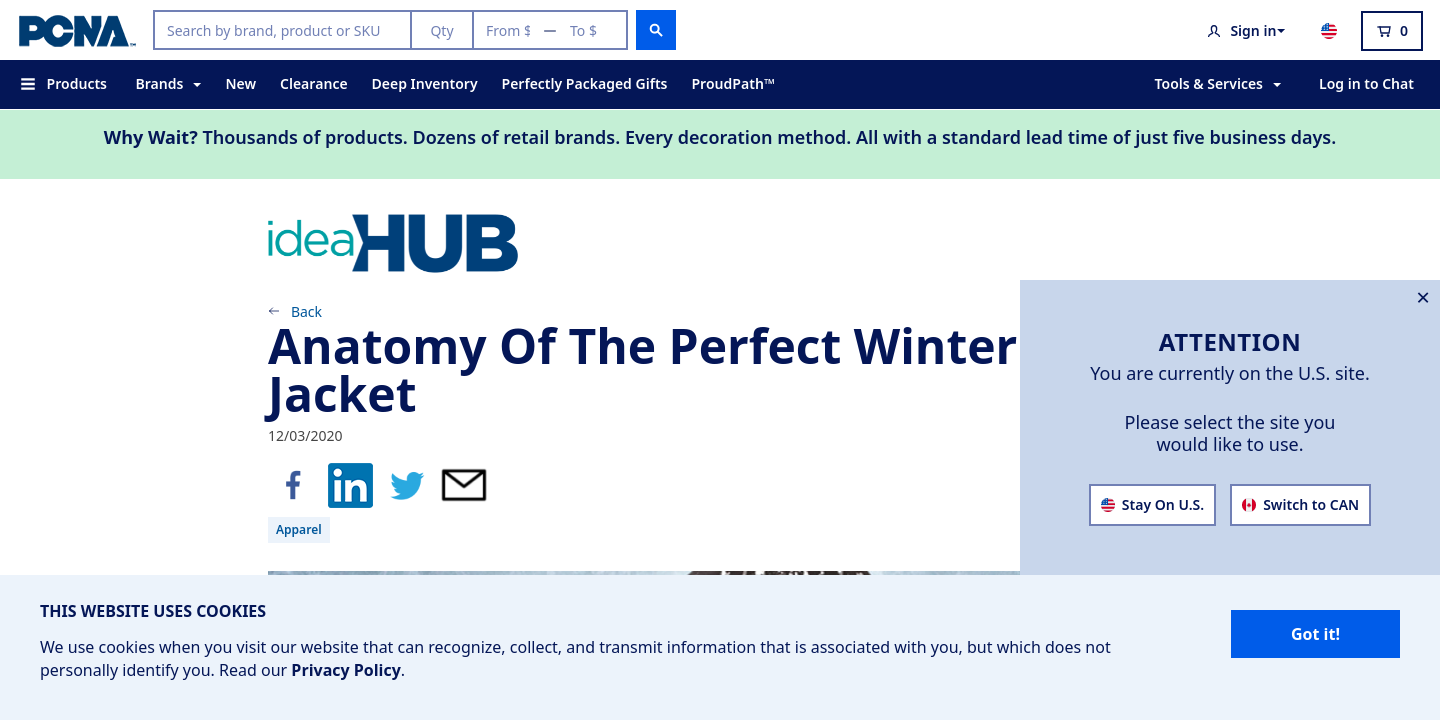 PCNA™
Search by brand, product or SKU
Qty
From $ — To $
Sign in
0
Products
Brands
New
Clearance
Deep Inventory
Perfectly Packaged Gifts
ProudPath™
Tools & Services
Log in to Chat
Why Wait? Thousands of products. Dozens of retail brands. Every decoration method. All with a standard lead time of just five business days.
ideaHUB
Back
Anatomy Of The Perfect Winter
Jacket
12/03/2020
f
in
Apparel
ATTENTION
You are currently on the U.S. site.
Please select the site you
would like to use.
Stay On U.S.
Switch to CAN
THIS WEBSITE USES COOKIES
We use cookies when you visit our website that can recognize, collect, and transmit information that is associated with you, but which does not
personally identify you. Read our Privacy Policy.
Got it!